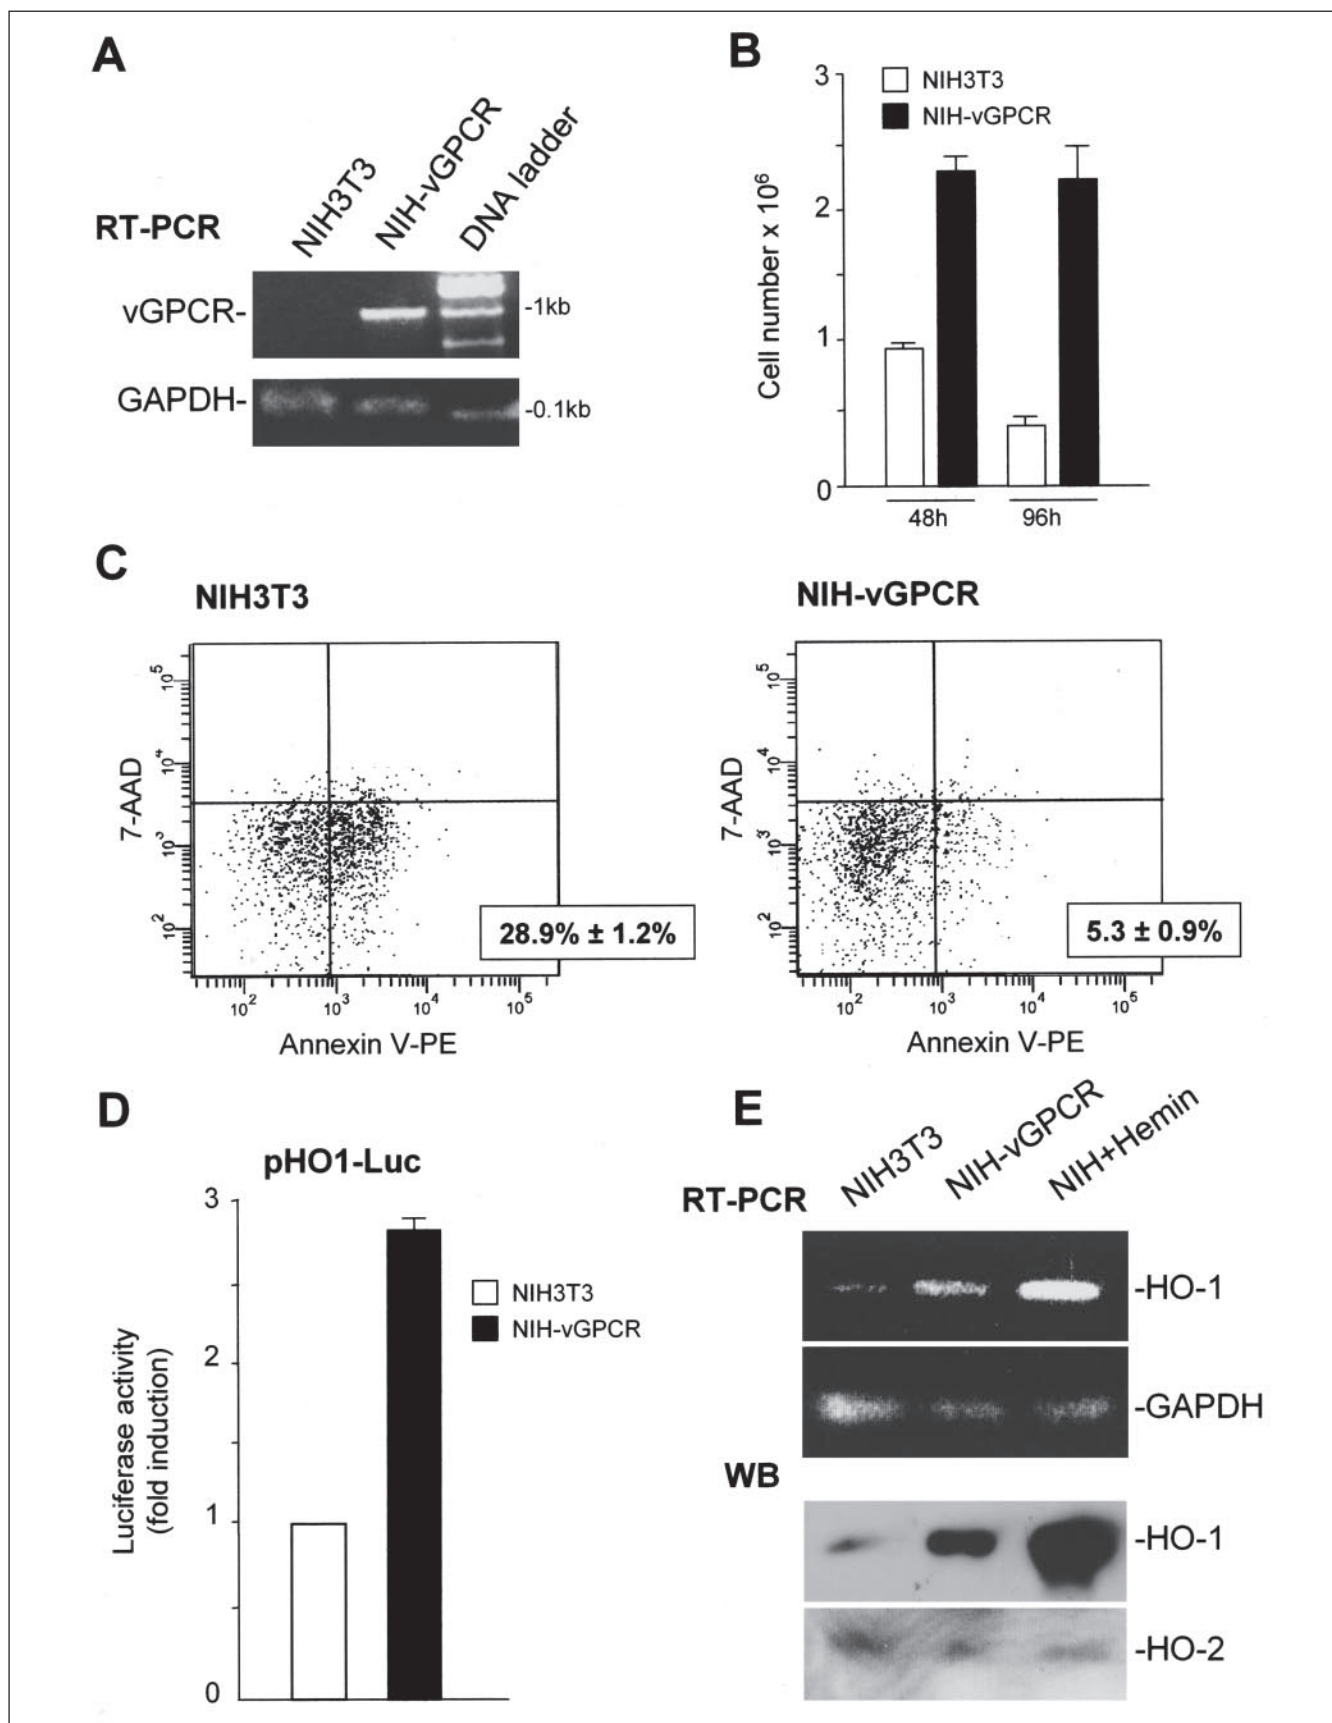 A
RT-PCR
NIH3T3
NIH-vGPCR
DNA ladder
vGPCR-
-1kb
GAPDH-
-0.1kb
B
3
2
1
0
Cell number x 10⁶
NIH3T3
NIH-vGPCR
48h
96h
C
NIH3T3
7-AAD
10⁵
10⁴
10³
10²
28.9% ± 1.2%
10² 10³ 10⁴ 10⁵
Annexin V-PE
NIH-vGPCR
7-AAD
10⁵
10⁴
10³
10²
5.3 ± 0.9%
10² 10³ 10⁴ 10⁵
Annexin V-PE
D
pHO1-Luc
3
2
1
0
Luciferase activity
(fold induction)
NIH3T3
NIH-vGPCR
E
RT-PCR
NIH3T3
NIH-vGPCR
NIH+Hemin
-HO-1
-GAPDH
WB
-HO-1
-HO-2